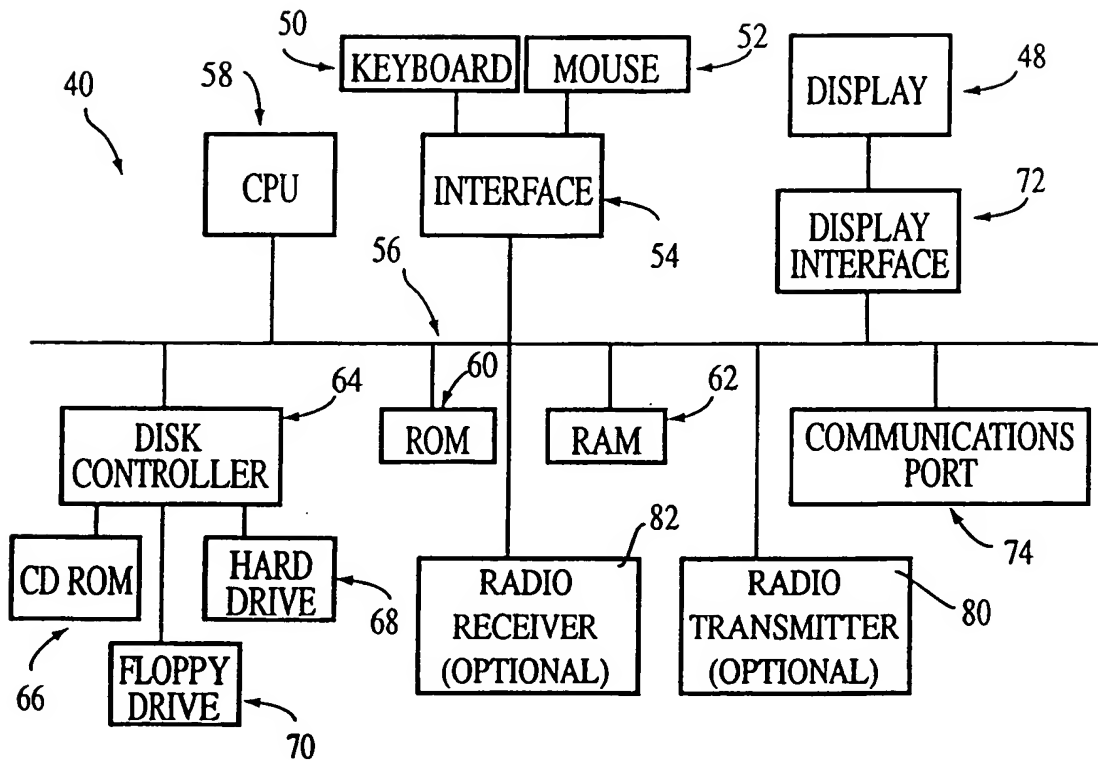 50
KEYBOARD
MOUSE
52
DISPLAY
48
40
58
CPU
INTERFACE
54
72
DISPLAY
INTERFACE
56
64
DISK
CONTROLLER
60
ROM
62
RAM
COMMUNICATIONS
PORT
74
CD ROM
66
HARD
DRIVE
68
FLOPPY
DRIVE
70
82
RADIO
RECEIVER
(OPTIONAL)
RADIO
TRANSMITTER
(OPTIONAL)
80